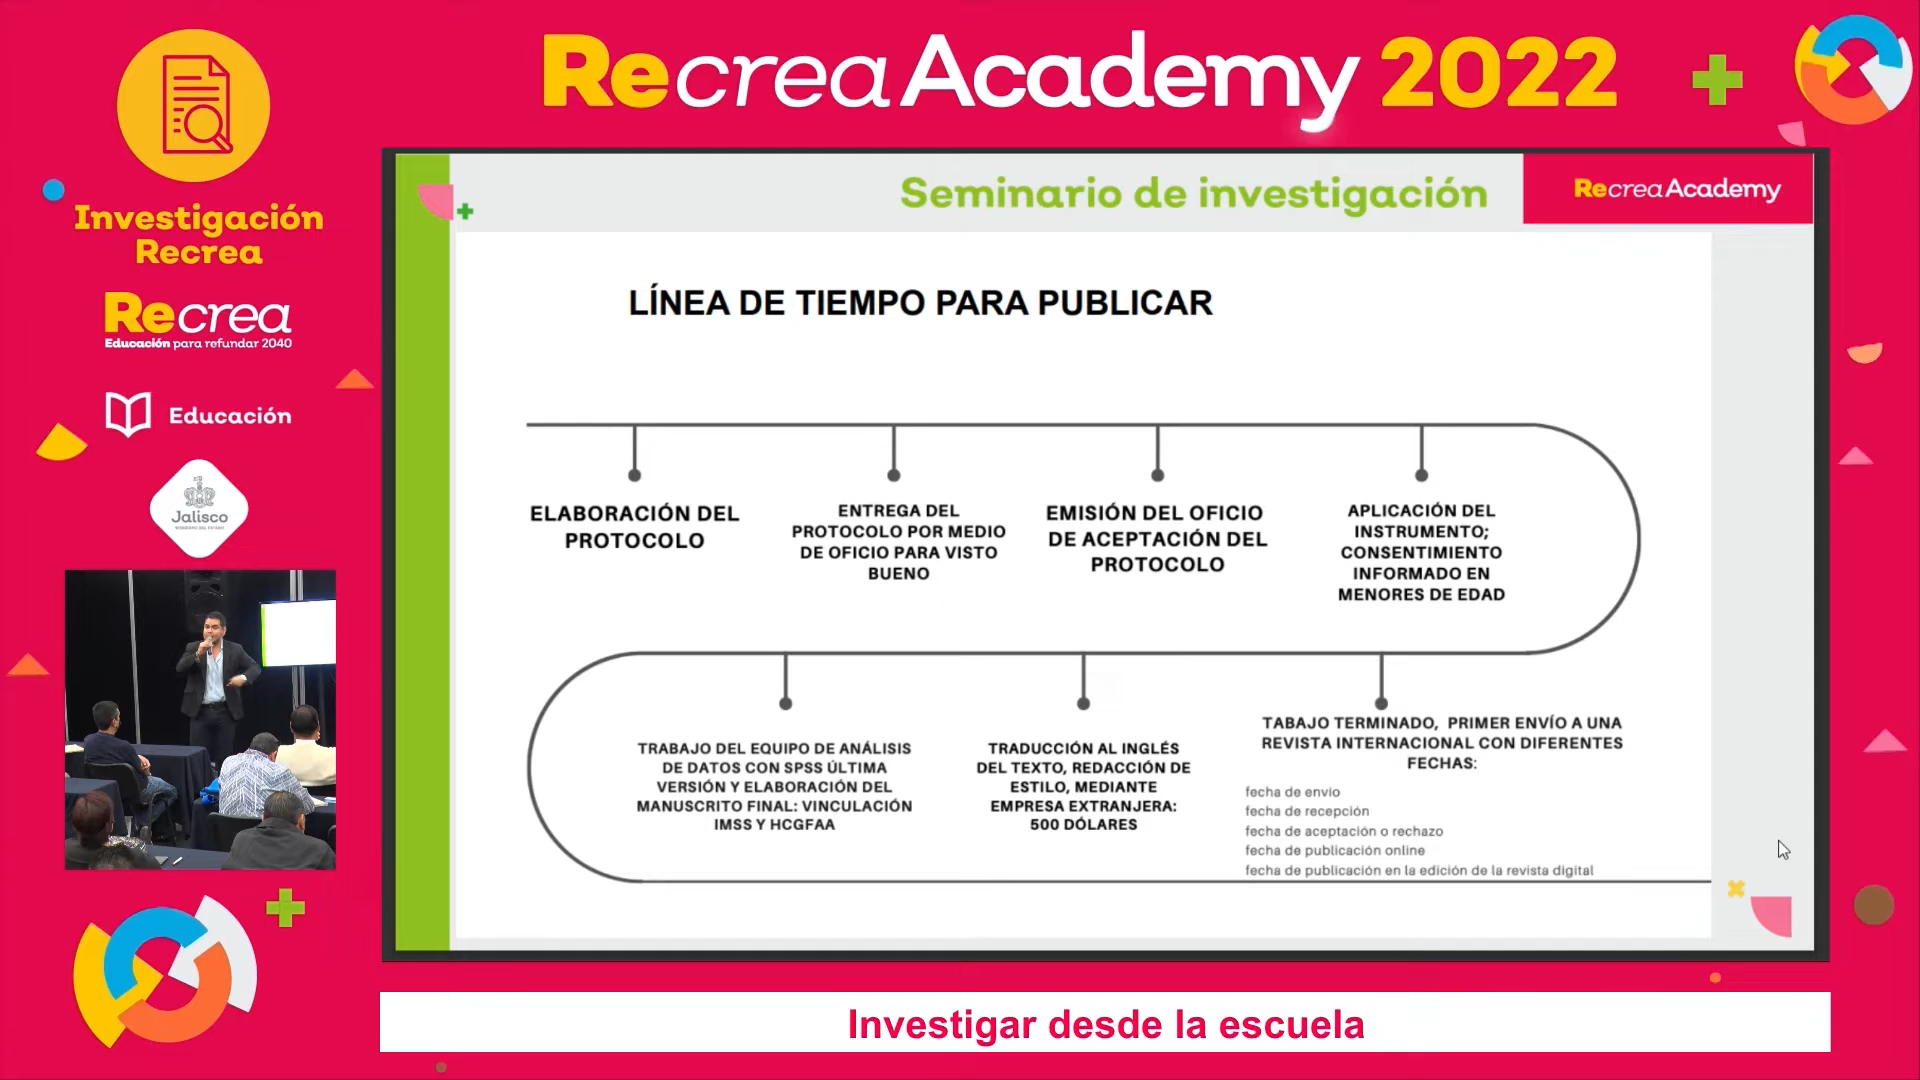 RecreaAcademy 2022
Investigación
Recrea
Recrea
Educación para refundar 2040
Educación
Jalisco
GOBIERNO DEL ESTADO
Seminario de investigación
RecreaAcademy
LÍNEA DE TIEMPO PARA PUBLICAR
ELABORACIÓN DEL
PROTOCOLO
ENTREGA DEL
PROTOCOLO POR MEDIO
DE OFICIO PARA VISTO
BUENO
EMISIÓN DEL OFICIO
DE ACEPTACIÓN DEL
PROTOCOLO
APLICACIÓN DEL
INSTRUMENTO;
CONSENTIMIENTO
INFORMADO EN
MENORES DE EDAD
TRABAJO DEL EQUIPO DE ANÁLISIS
DE DATOS CON SPSS ÚLTIMA
VERSIÓN Y ELABORACIÓN DEL
MANUSCRITO FINAL: VINCULACIÓN
IMSS Y HCGFAA
TRADUCCIÓN AL INGLÉS
DEL TEXTO, REDACCIÓN DE
ESTILO, MEDIANTE
EMPRESA EXTRANJERA:
500 DÓLARES
TABAJO TERMINADO, PRIMER ENVÍO A UNA
REVISTA INTERNACIONAL CON DIFERENTES
FECHAS:
fecha de envío
fecha de recepción
fecha de aceptación o rechazo
fecha de publicación online
fecha de publicación en la edición de la revista digital
Investigar desde la escuela